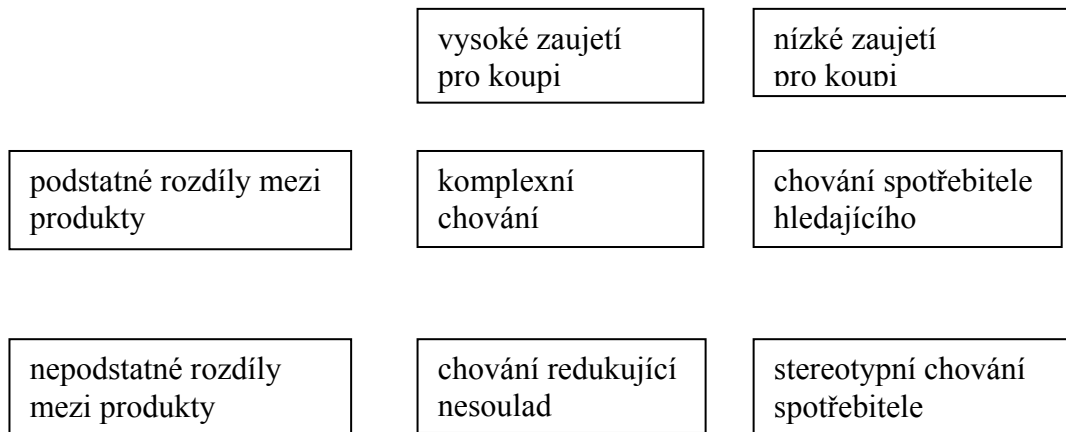 vysoké zaujetí
pro koupi
nízké zaujetí
pro koupi
podstatné rozdíly mezi
produkty
komplexní
chování
chování spotřebitele
hledajícího
nepodstatné rozdíly
mezi produkty
chování redukující
nesoulad
stereotypní chování
spotřebitele